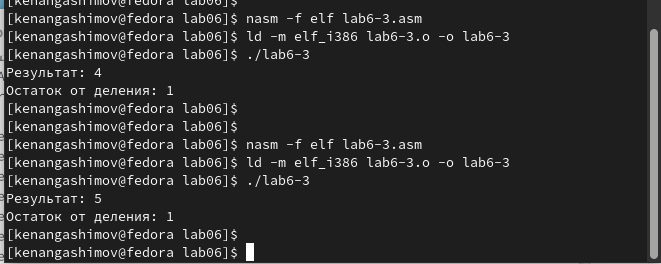 [kenangashimov@fedora lab06]$
[kenangashimov@fedora lab06]$ nasm -f elf lab6-3.asm
[kenangashimov@fedora lab06]$ ld -m elf_i386 lab6-3.o -o lab6-3
[kenangashimov@fedora lab06]$ ./lab6-3
Результат: 4
Остаток от деления: 1
[kenangashimov@fedora lab06]$
[kenangashimov@fedora lab06]$
[kenangashimov@fedora lab06]$ nasm -f elf lab6-3.asm
[kenangashimov@fedora lab06]$ ld -m elf_i386 lab6-3.o -o lab6-3
[kenangashimov@fedora lab06]$ ./lab6-3
Результат: 5
Остаток от деления: 1
[kenangashimov@fedora lab06]$
[kenangashimov@fedora lab06]$